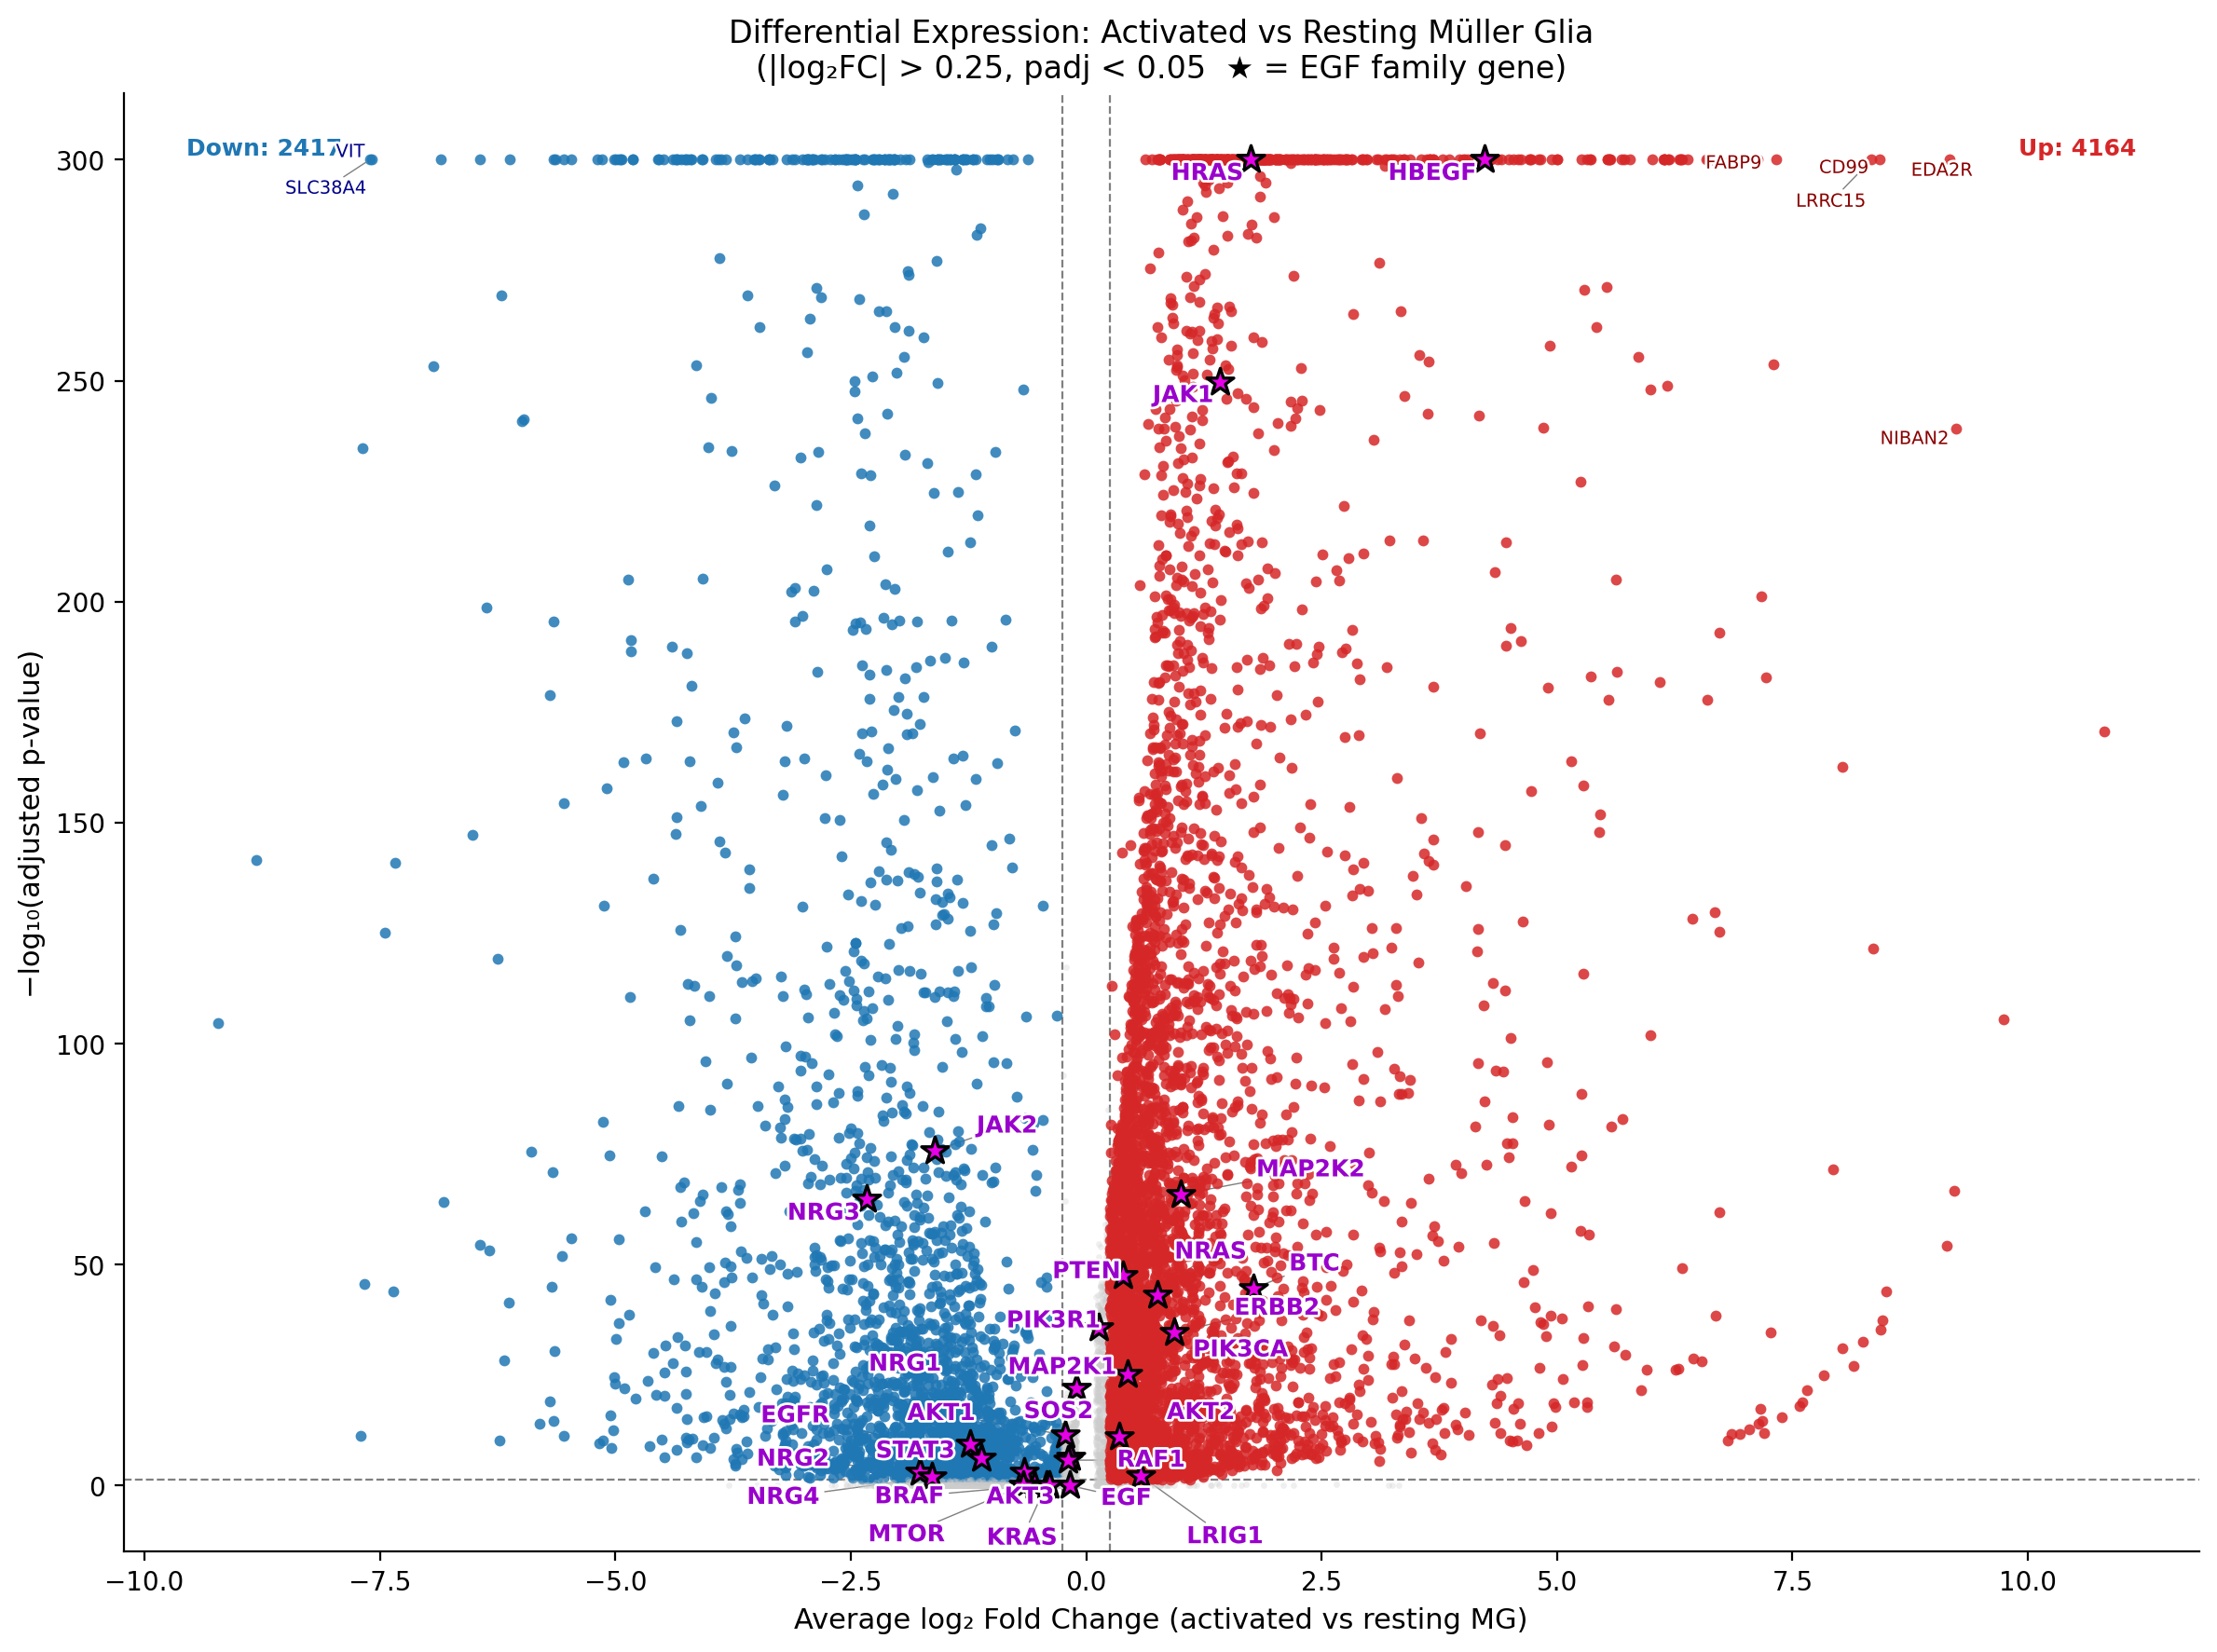 Differential Expression: Activated vs Resting Müller Glia
(|log₂FC| > 0.25, padj < 0.05 ★ = EGF family gene)
Down: 2417
VIT
SLC38A4
HRAS
HBEGF
FABP9
CD99
EDA2R
LRRC15
Up: 4164
JAK1
NIBAN2
JAK2
NRG3
MAP2K2
NRAS
BTC
PTEN
ERBB2
PIK3R1
PIK3CA
NRG1
MAP2K1
EGFR
AKT1
SOS2
AKT2
STAT3
NRG2
RAF1
NRG4
BRAF
AKT3
EGF
MTOR
KRAS
LRIG1
300
250
200
150
100
50
0
−log₁₀(adjusted p-value)
−10.0
−7.5
−5.0
−2.5
0.0
2.5
5.0
7.5
10.0
Average log₂ Fold Change (activated vs resting MG)